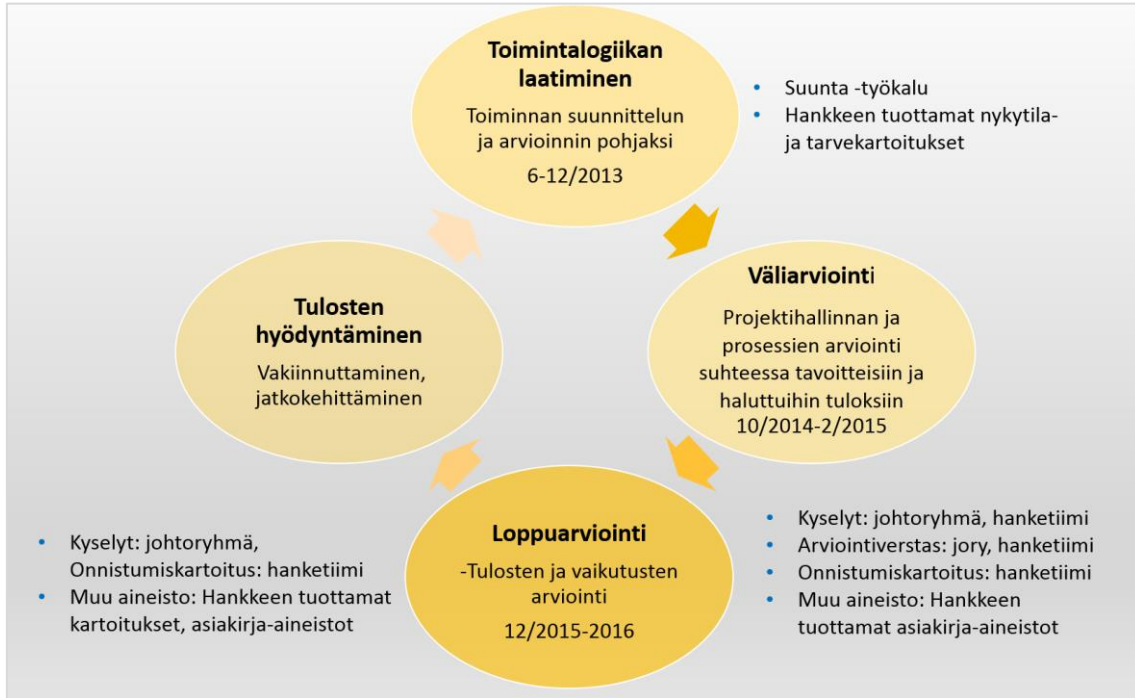 Toimintalogiikan
laatiminen
Toiminnan suunnittelun
ja arvioinnin pohjaksi
6-12/2013
• Suunta -työkalu
• Hankkeen tuottamat nykytila-
ja tarvekartoitukset
Väliarviointi
Projektihallinnan ja
prosessien arviointi
suhteessa tavoitteisiin ja
haluttuihin tuloksiin
10/2014-2/2015
Tulosten
hyödyntäminen
Vakiinnuttaminen,
jatkokehittäminen
• Kyselyt: johtoryhmä, hanketiimi
• Arviointiverstas: jory, hanketiimi
• Onnistumiskartoitus: hanketiimi
• Muu aineisto: Hankkeen
tuottamat asiakirja-aineistot
Loppuarviointi
-Tulosten ja vaikutusten
arviointi
12/2015-2016
• Kyselyt: johtoryhmä,
Onnistumiskartoitus: hanketiimi
• Muu aineisto: Hankkeen tuottamat
kartoitukset, asiakirja-aineistot